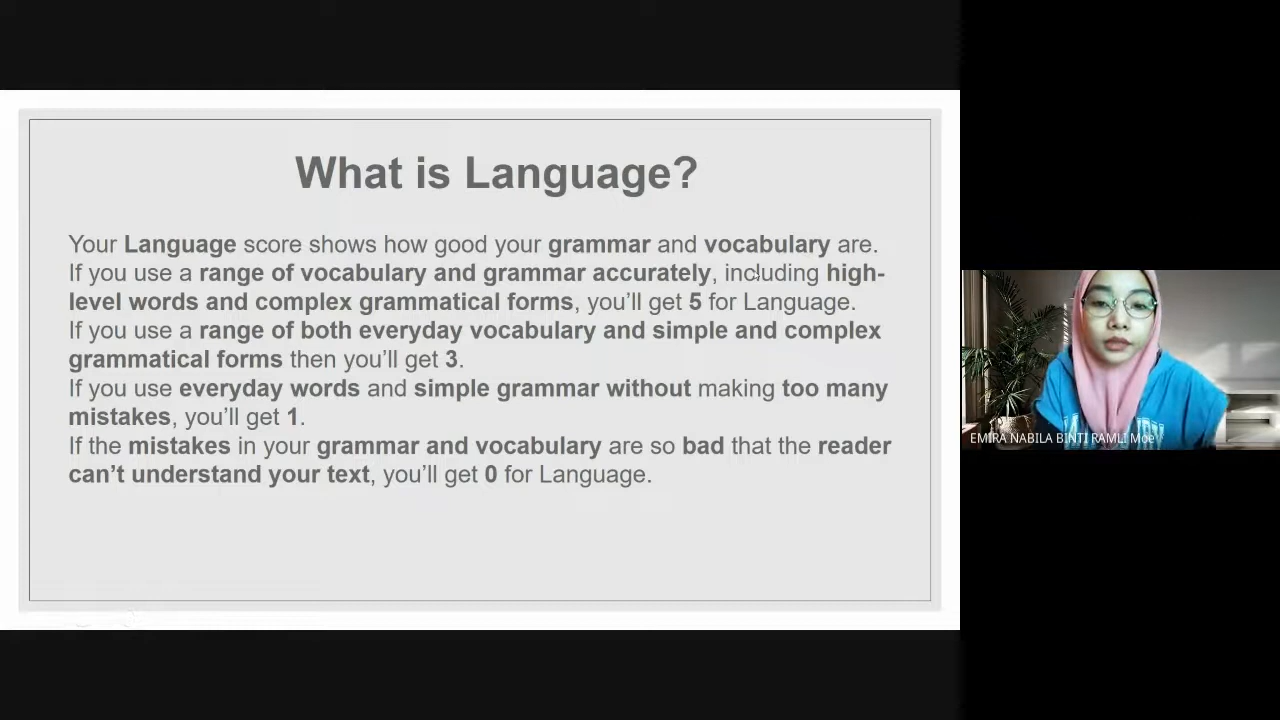 What is Language?
Your Language score shows how good your grammar and vocabulary are.
If you use a range of vocabulary and grammar accurately, including high-
level words and complex grammatical forms, you'll get 5 for Language.
If you use a range of both everyday vocabulary and simple and complex
grammatical forms then you'll get 3.
If you use everyday words and simple grammar without making too many
mistakes, you'll get 1.
If the mistakes in your grammar and vocabulary are so bad that the reader
can't understand your text, you'll get 0 for Language.
EMIRA NABILA BINTI RAMLI Moe